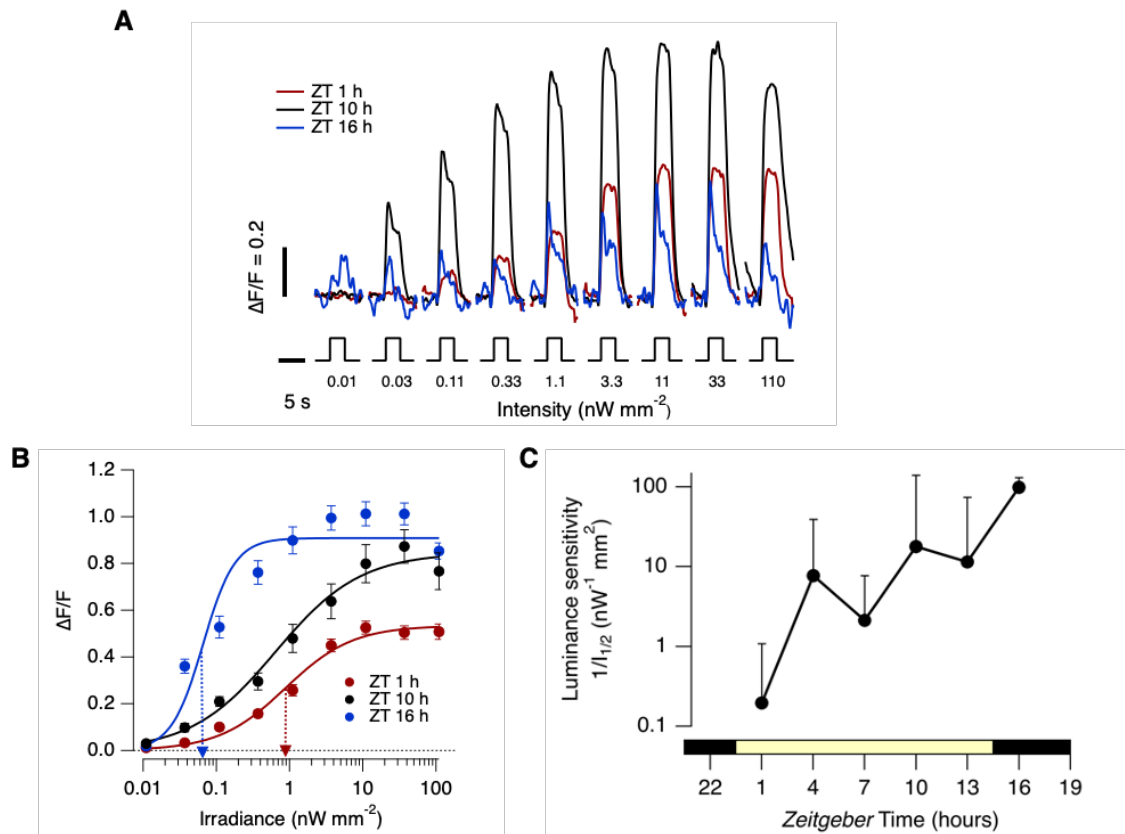 A
ZT 1 h
ZT 10 h
ZT 16 h
ΔF/F = 0.2
0.01 0.03 0.11 0.33 1.1 3.3 11 33 110
5 s
Intensity (nW mm-2)
B
1.2
1.0
0.8
0.6
0.4
0.2
0.0
ΔF/F
ZT 1 h
ZT 10 h
ZT 16 h
0.01 0.1 1 10 100
Irradiance (nW mm-2)
C
Luminance sensitivity
1/I1/2 (nW-1 mm2)
100
10
1
0.1
22 1 4 7 10 13 16 19
Zeitgeber Time (hours)